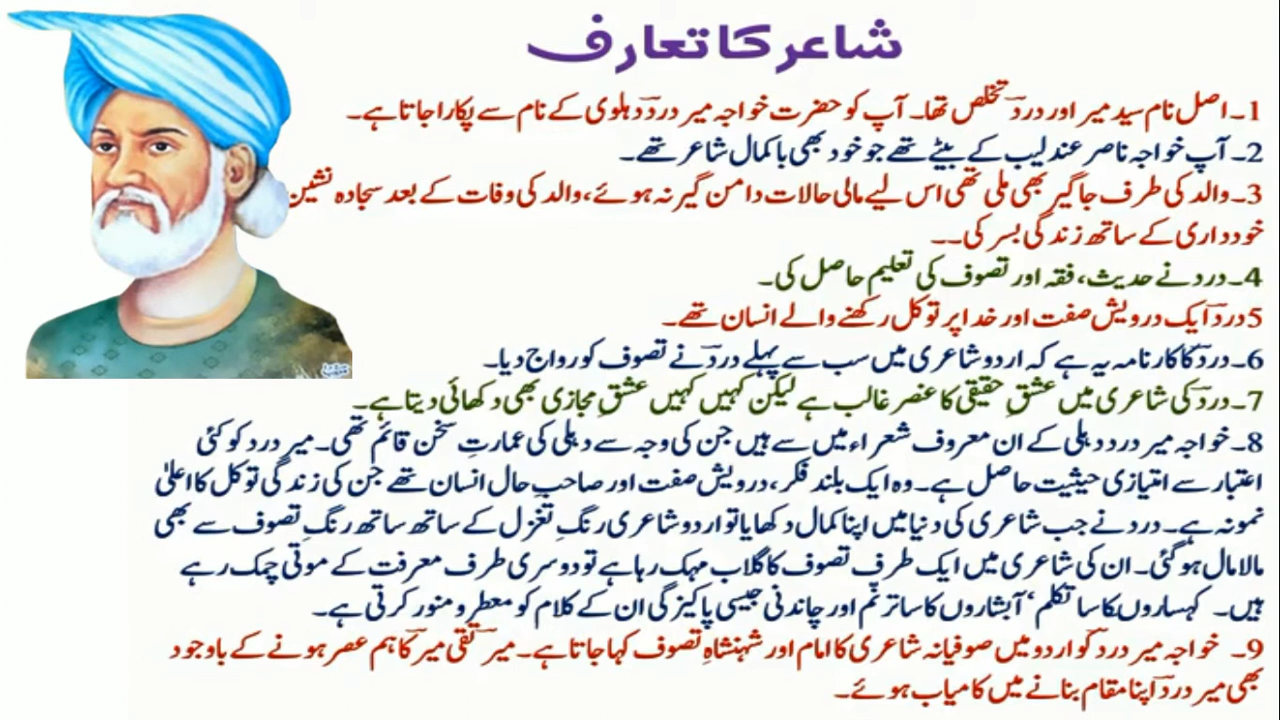 شاعر کا تعارف
1۔ اصل نام سید میر اور دردؔ تخلص تھا۔ آپ کو حضرت خواجہ میر دردؔ دہلوی کے نام سے پکارا جاتا ہے۔
2۔ آپ خواجہ ناصر عندلیب کے بیٹے تھے جو خود بھی باکمال شاعر تھے۔
3۔ والد کی طرف جاگیر بھی ملی تھی اس لیے مالی حالات دامن گیر نہ ہوئے، والد کی وفات کے بعد سجادہ نشین
خودداری کے ساتھ زندگی بسر کی۔۔
4۔ درد نے حدیث، فقہ اور تصوف کی تعلیم حاصل کی۔
5 دردؔ ایک درویش صفت اور خدا پر توکل رکھنے والے انسان تھے۔
6۔ دردؔ کا کارنامہ یہ ہے کہ اردو شاعری میں سب سے پہلے دردؔ نے تصوف کو رواج دیا۔
7۔ دردؔ کی شاعری میں عشقِ حقیقی کا عنصر غالب ہے لیکن کہیں کہیں عشقِ مجازی بھی دکھائی دیتا ہے۔
8۔ خواجہ میر درد دہلی کے ان معروف شعراء میں سے ہیں جن کی وجہ سے دہلی کی عمارتِ سخن قائم تھی۔ میر درد کو کئی
اعتبار سے امتیازی حیثیت حاصل ہے۔ وہ ایک بلند فکر، درویش صفت اور صاحبِ حال انسان تھے جن کی زندگی توکل کا اعلیٰ
نمونہ ہے۔ درد نے جب شاعری کی دنیا میں اپنا کمال دکھایا تو اردو شاعری رنگِ تغزل کے ساتھ ساتھ رنگِ تصوف سے بھی
مالا مال ہو گئی۔ ان کی شاعری میں ایک طرف تصوف کا گلاب مہک رہا ہے تو دوسری طرف معرفت کے موتی چمک رہے
ہیں۔ کہساروں کا سا تکلم، آبشاروں کا سا ترنّم اور چاندنی جیسی پاکیزگی ان کے کلام کو معطر و منور کرتی ہے۔
9۔ خواجہ میر دردؔ کو اردو میں صوفیانہ شاعری کا امام اور شہنشاہِ تصوف کہا جاتا ہے۔ میر تقی میرؔ کا ہم عصر ہونے کے باوجود
بھی میر دردؔ اپنا مقام بنانے میں کامیاب ہوئے۔